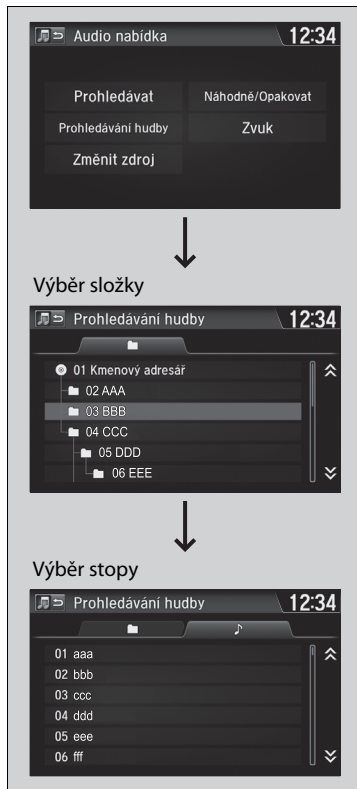 Audio nabídka 12:34
Prohledávat Náhodně/Opakovat
Prohledávání hudby Zvuk
Změnit zdroj
Výběr složky
Prohledávání hudby 12:34
01 Kmenový adresář
02 AAA
03 BBB
04 CCC
05 DDD
06 EEE
Výběr stopy
Prohledávání hudby 12:34
01 aaa
02 bbb
03 ccc
04 ddd
05 eee
06 fff